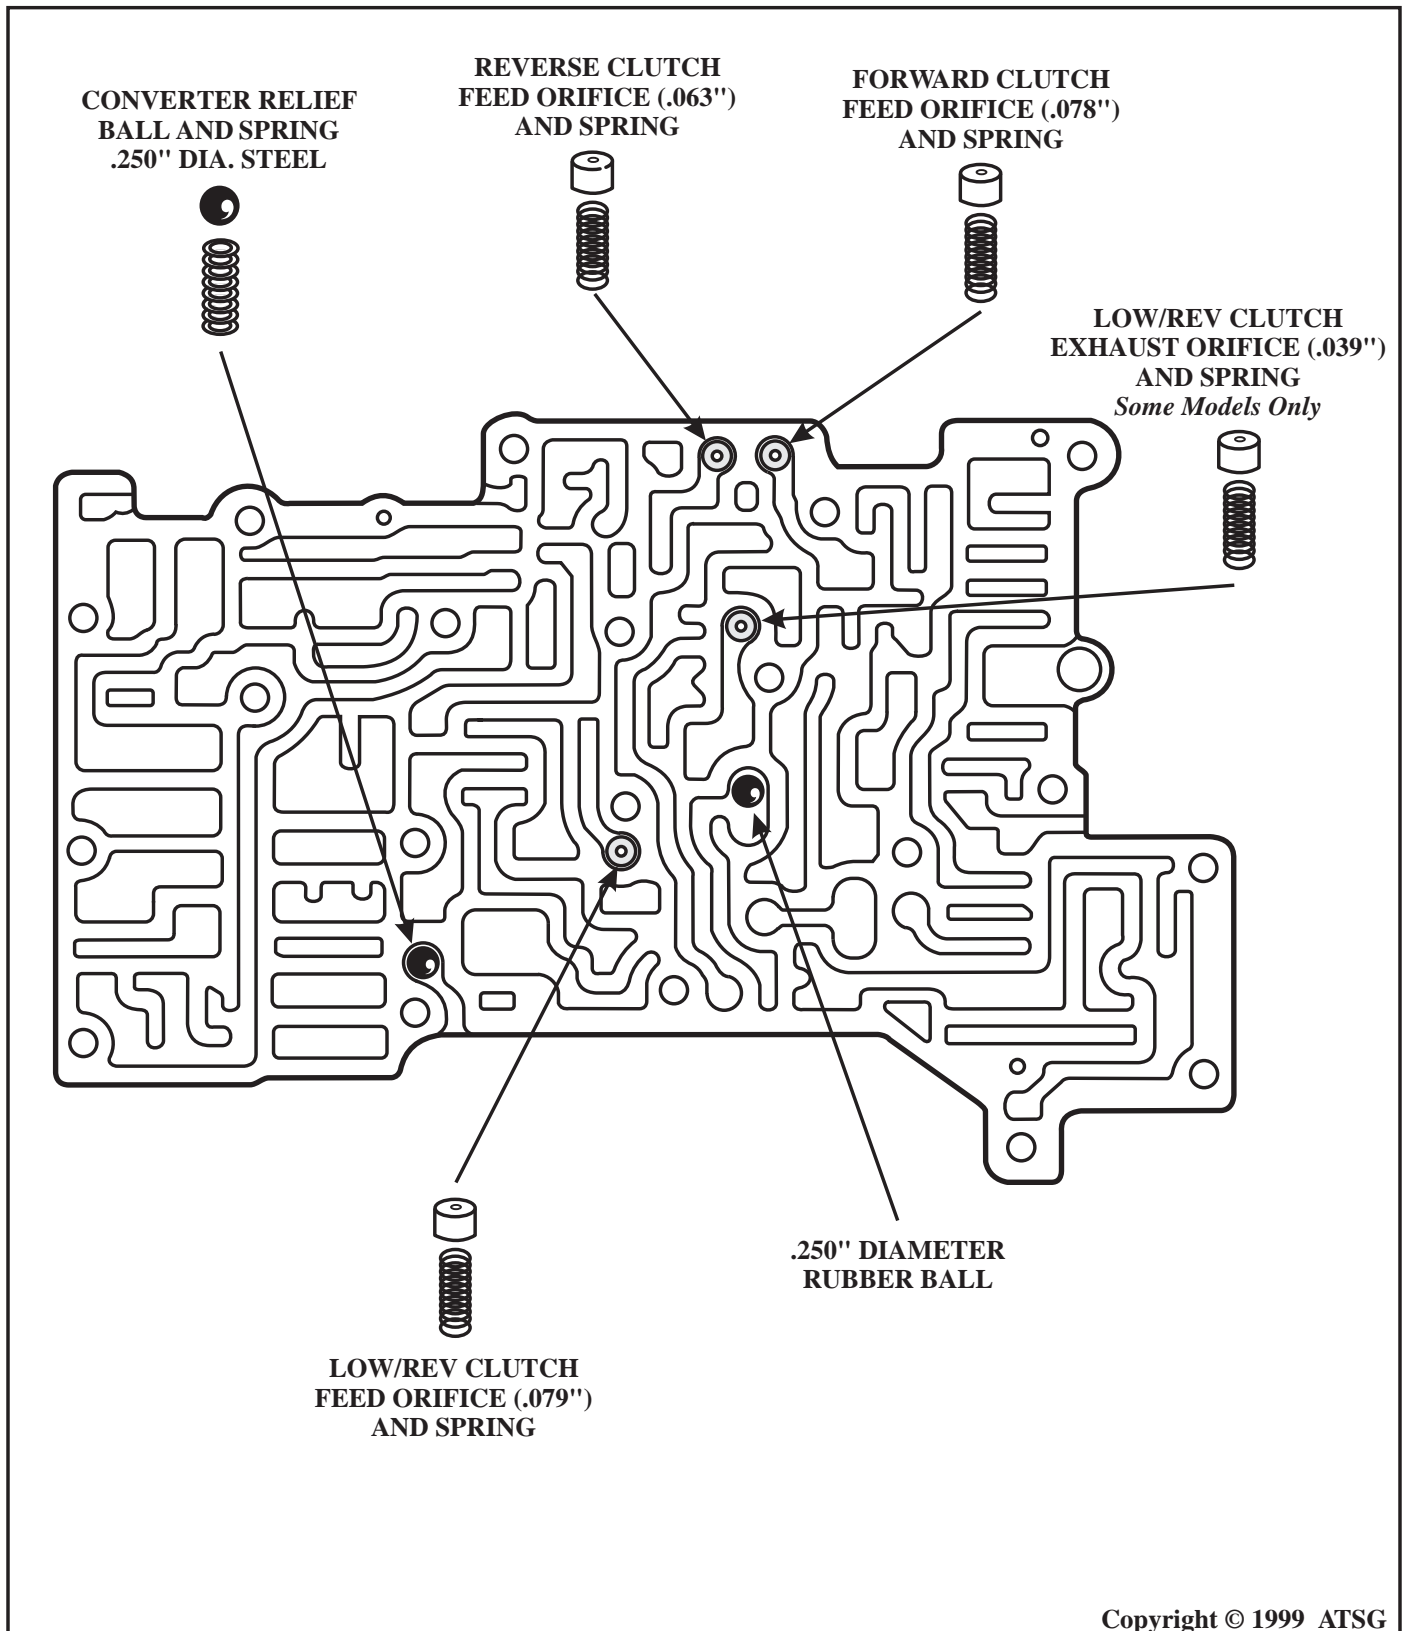 CONVERTER RELIEF
BALL AND SPRING
.250" DIA. STEEL
REVERSE CLUTCH
FEED ORIFICE (.063")
AND SPRING
FORWARD CLUTCH
FEED ORIFICE (.078")
AND SPRING
LOW/REV CLUTCH
EXHAUST ORIFICE (.039")
AND SPRING
Some Models Only
.250" DIAMETER
RUBBER BALL
LOW/REV CLUTCH
FEED ORIFICE (.079")
AND SPRING
Copyright © 1999 ATSG